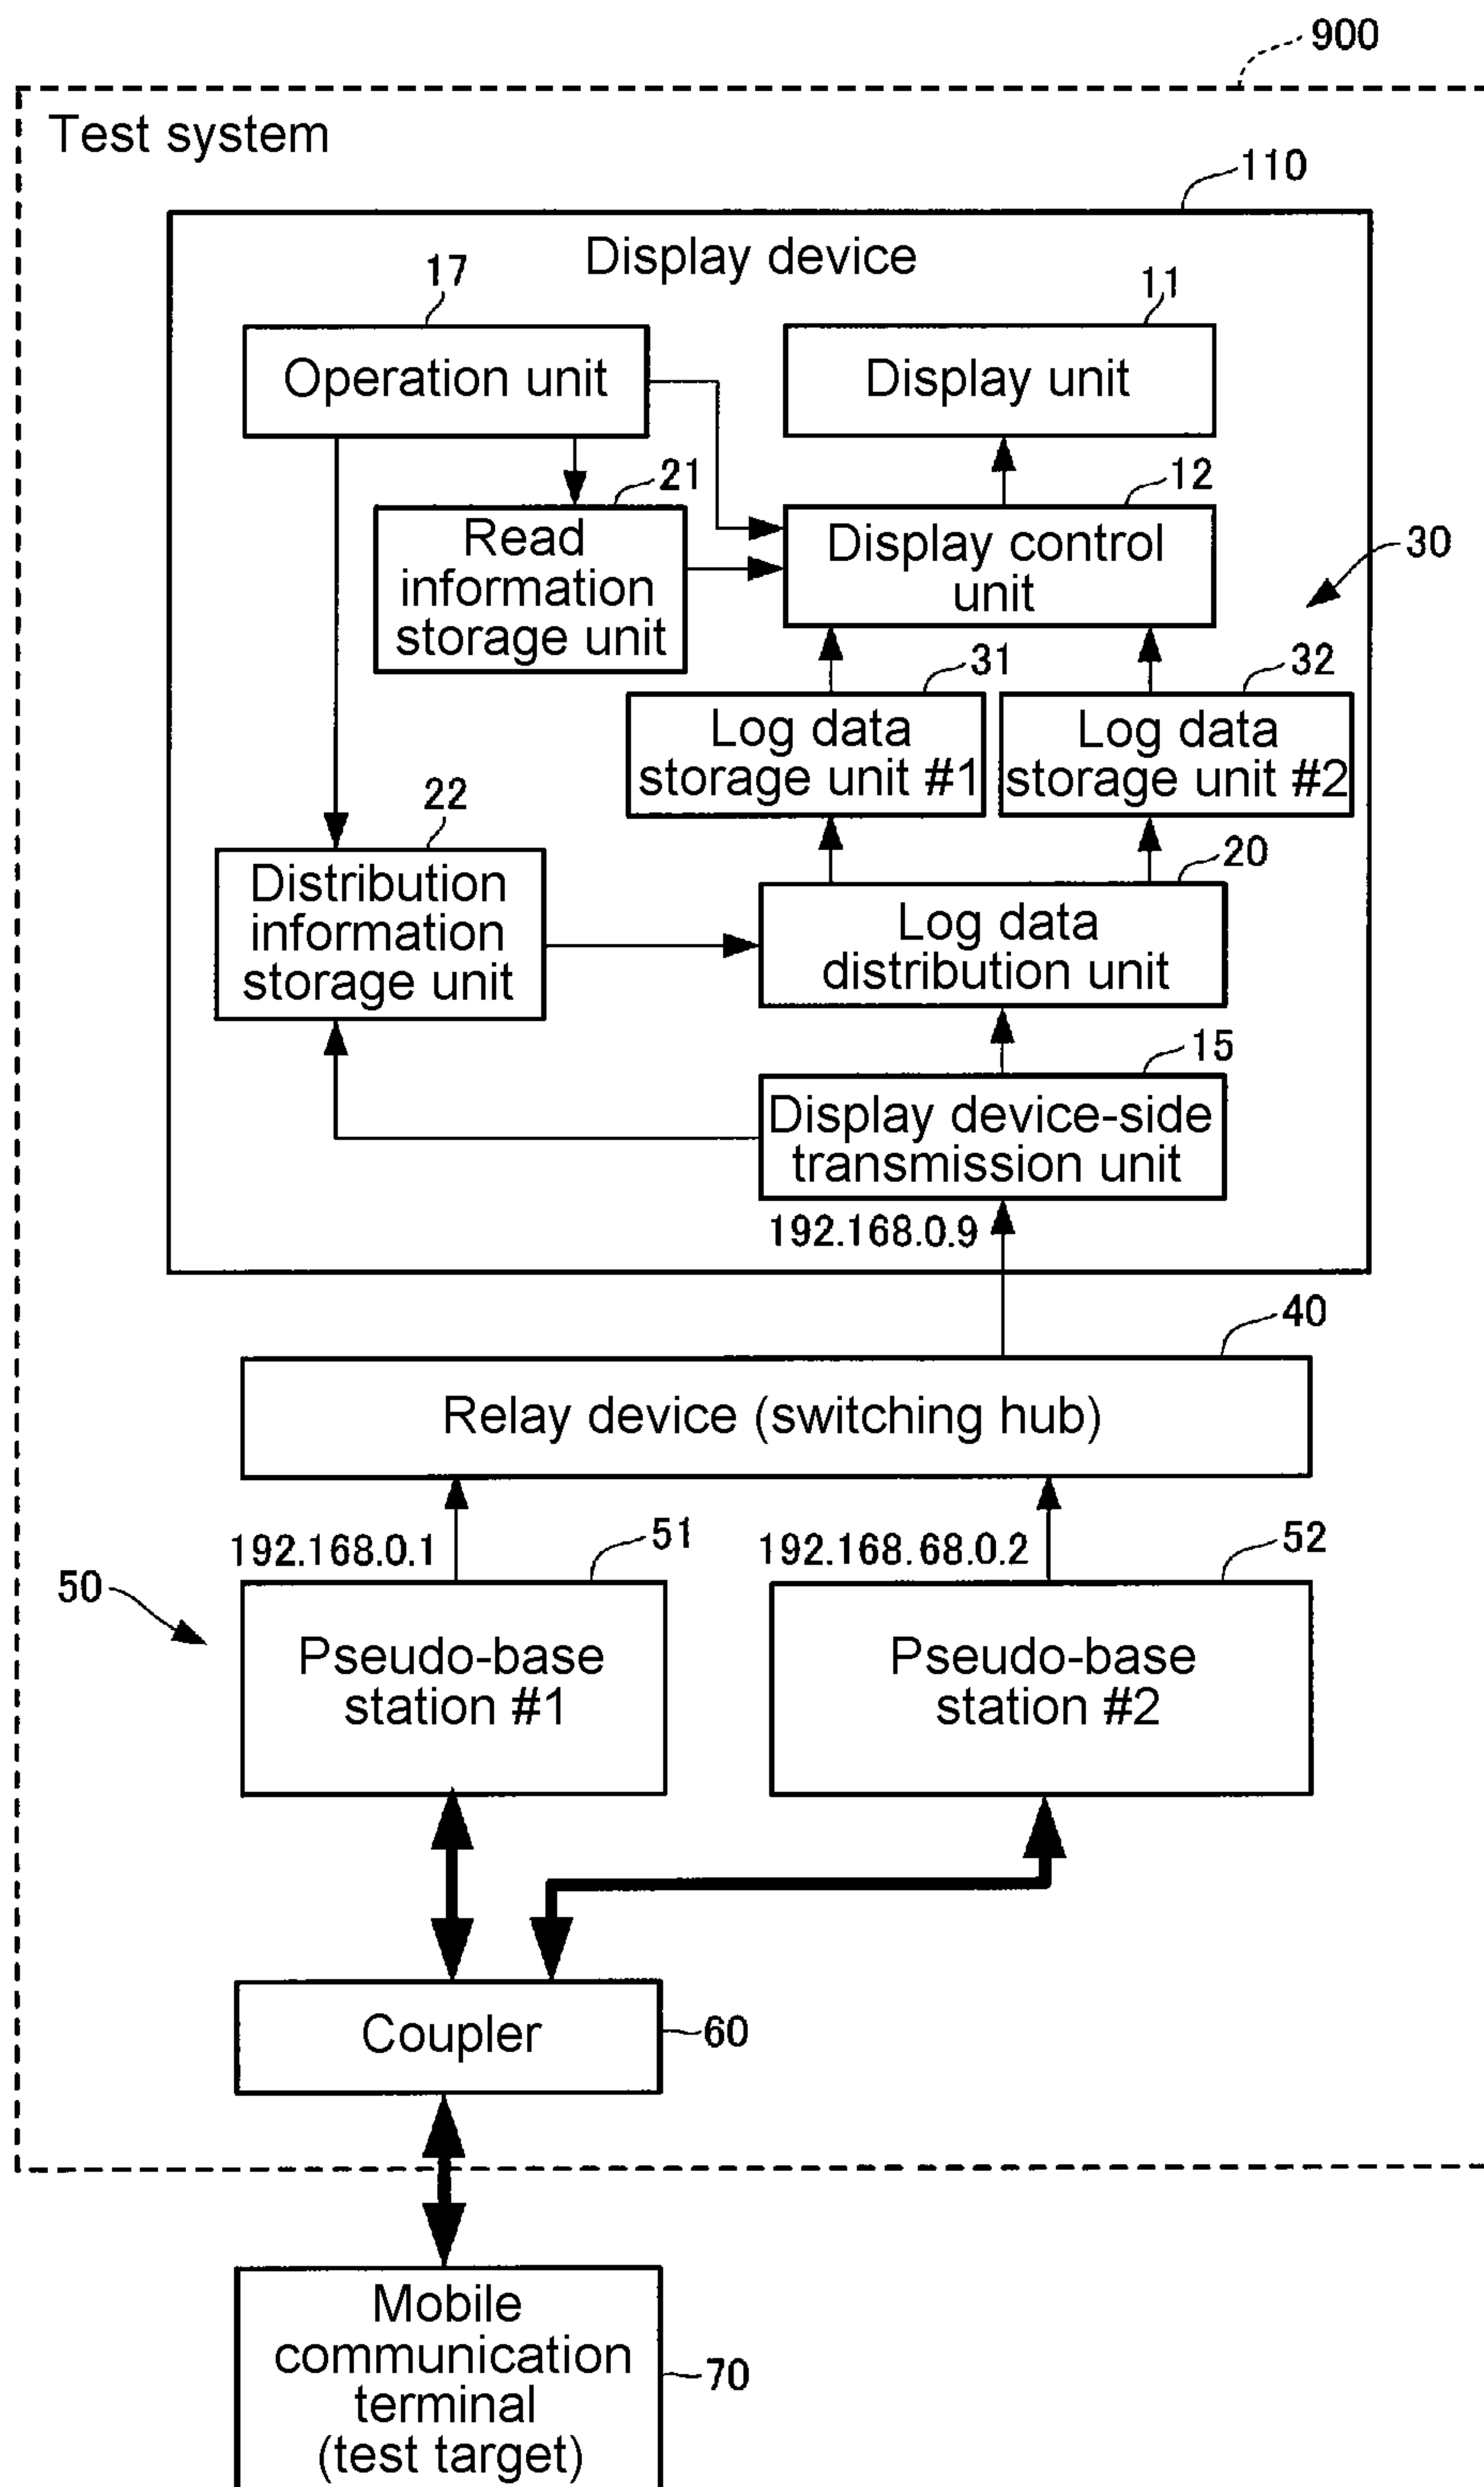 900
Test system
110
Display device
17
11
Operation unit
Display unit
21
12
Read
information
storage unit
Display control
unit
30
31
32
Log data
storage unit #1
Log data
storage unit #2
22
20
Distribution
information
storage unit
Log data
distribution unit
15
Display device-side
transmission unit
192.168.0.9
40
Relay device (switching hub)
192.168.0.1
51
192.168.68.0.2
52
50
Pseudo-base
station #1
Pseudo-base
station #2
Coupler
60
Mobile
communication
terminal
(test target)
70